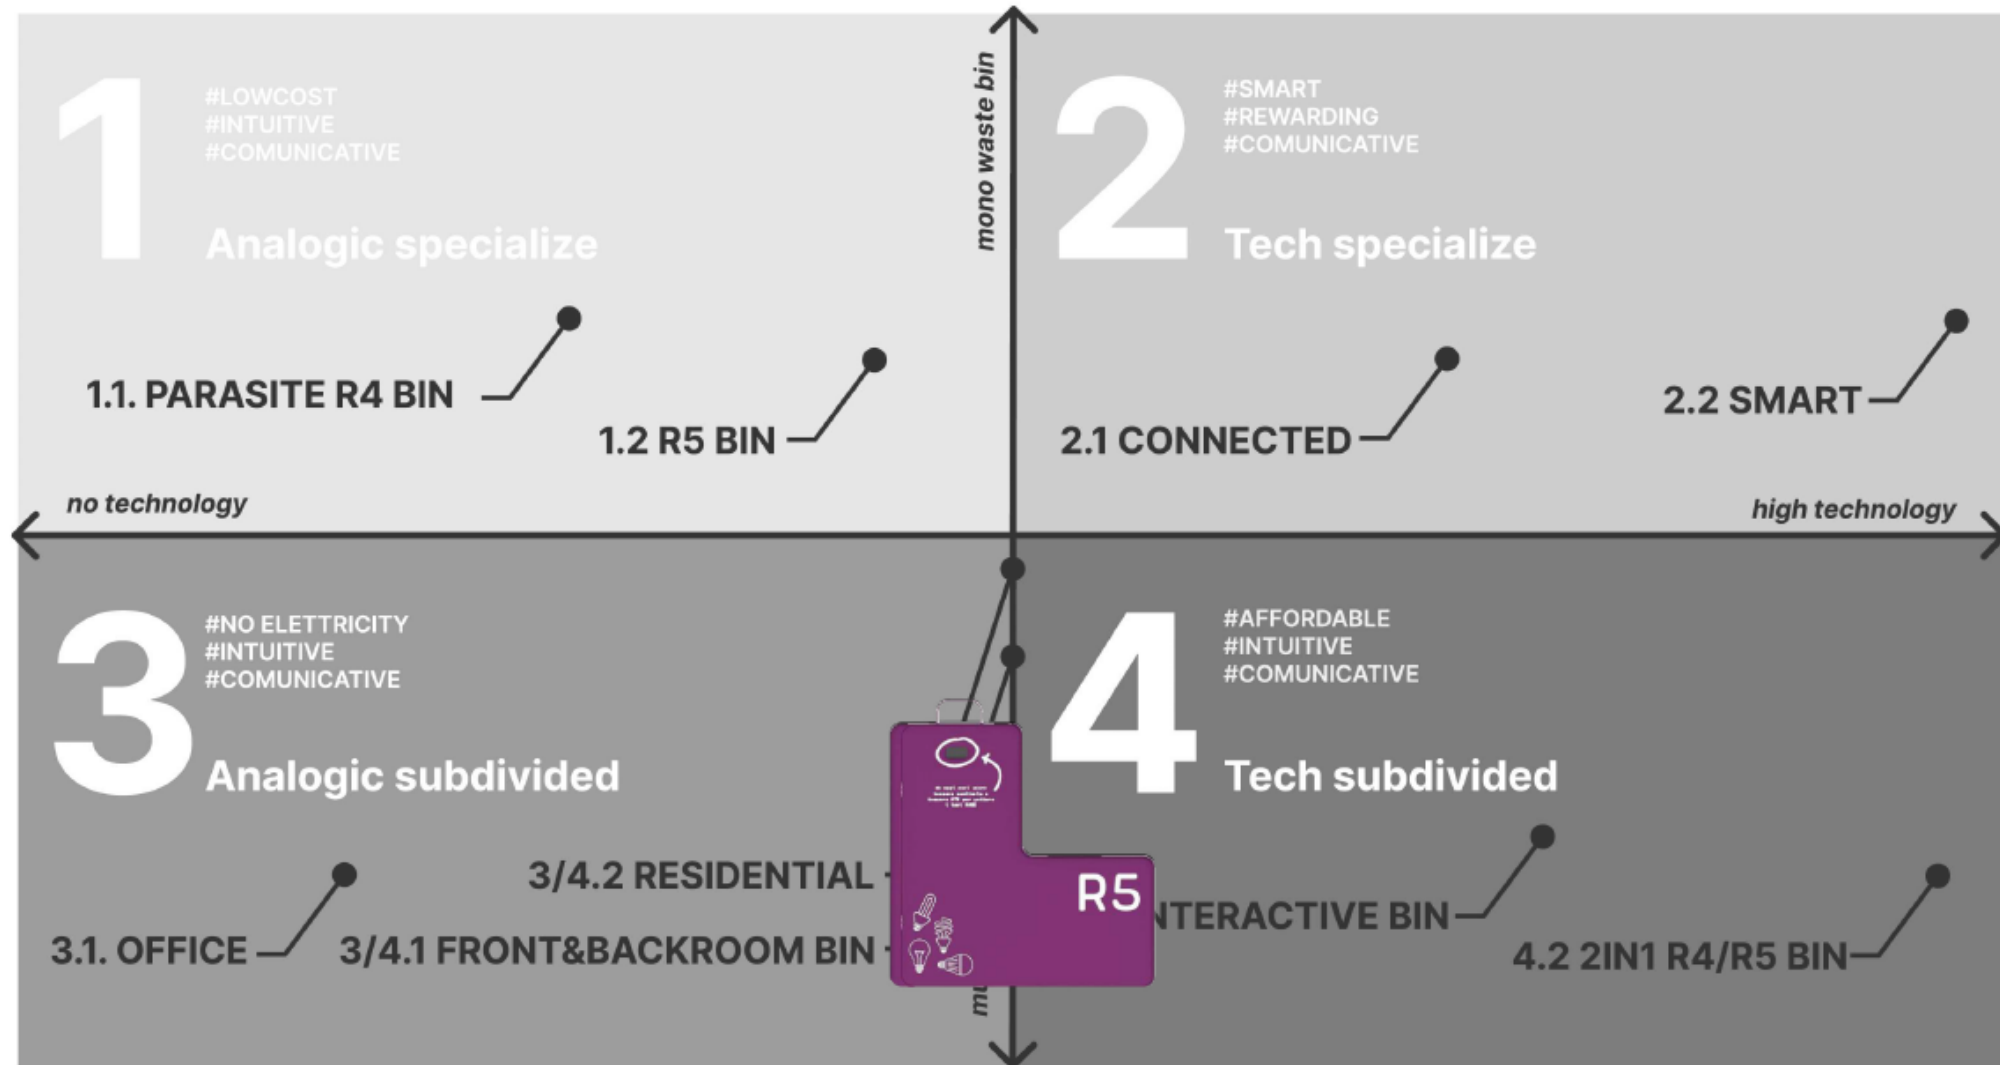 1
#LOWCOST
#INTUITIVE
#COMUNICATIVE
Analogic specialize
1.1. PARASITE R4 BIN
1.2 R5 BIN
no technology
mono waste bin
2
#SMART
#REWARDING
#COMUNICATIVE
Tech specialize
2.1 CONNECTED
2.2 SMART
high technology
3
#NO ELETTRICITY
#INTUITIVE
#COMUNICATIVE
Analogic subdivided
3.1. OFFICE
3/4.2 RESIDENTIAL
3/4.1 FRONT&BACKROOM BIN
R5
mu
4
#AFFORDABLE
#INTUITIVE
#COMUNICATIVE
Tech subdivided
NTERACTIVE BIN
4.2 2IN1 R4/R5 BIN